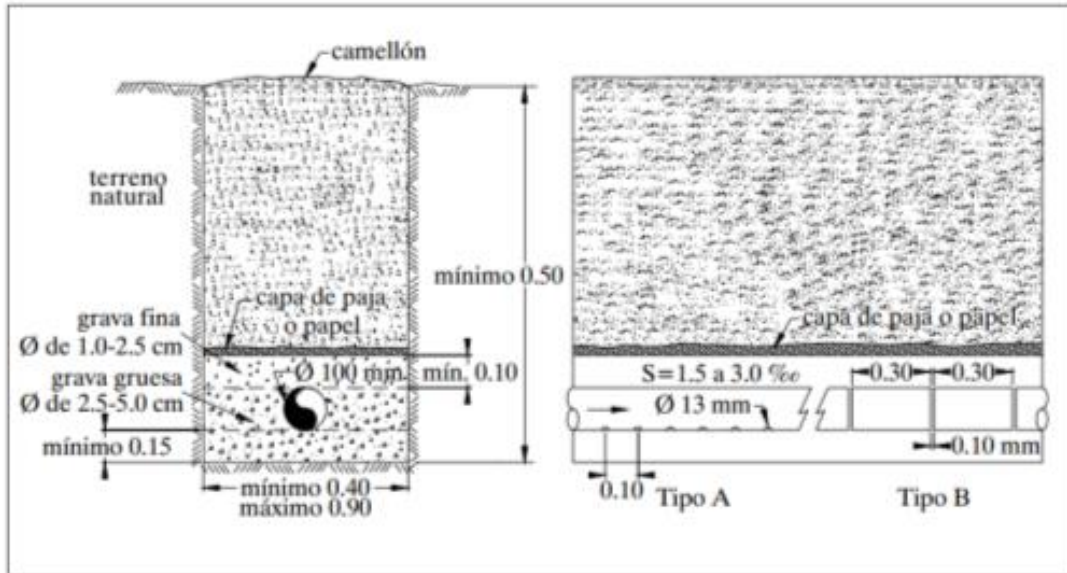 camellón
terreno
natural
mínimo 0.50
capa de paja
o papel
grava fina
Ø de 1.0-2.5 cm
grava gruesa
Ø de 2.5-5.0 cm
Ø 100 mm.
mín. 0.10
mínimo 0.15
mínimo 0.40
máximo 0.90
capa de paja o papel
S=1.5 a 3.0 ‰
0.30
0.30
Ø 13 mm
0.10 mm
0.10
Tipo A
Tipo B